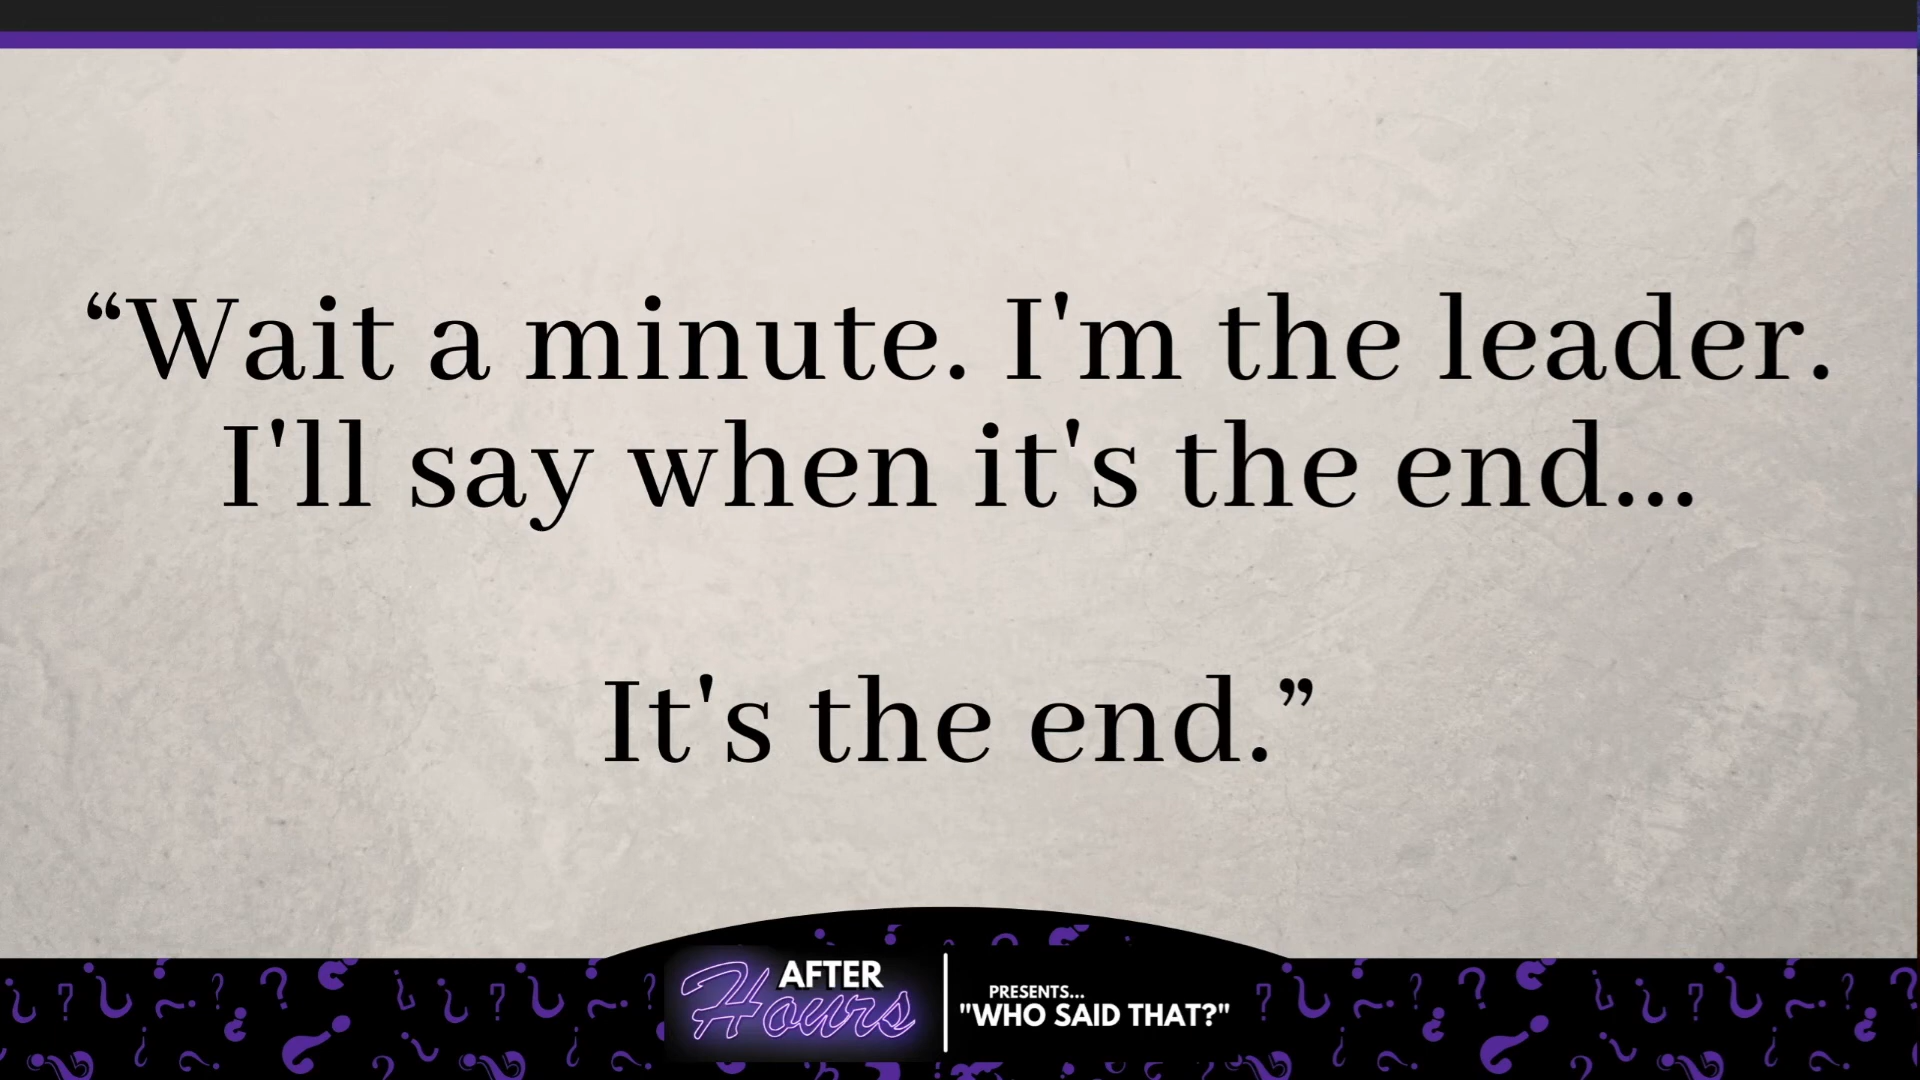 “Wait a minute. I'm the leader.
I'll say when it's the end...
It's the end.”
AFTER
Hours
PRESENTS...
"WHO SAID THAT?"